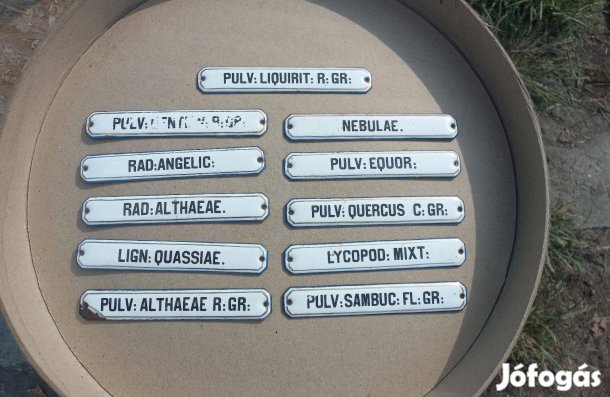 PULV: LIQUIRIT: R: GR:
PULV:
NEBULAE.
RAD: ANGELIC:
PULV: EQUOR:
RAD: ALTHAEAE.
PULV: QUERCUS C: GR:
LIGN: QUASSIAE.
LYCOPOD: MIXT:
PULV: ALTHAEAE R: GR:
PULV: SAMBUC: FL: GR:
Jófogás